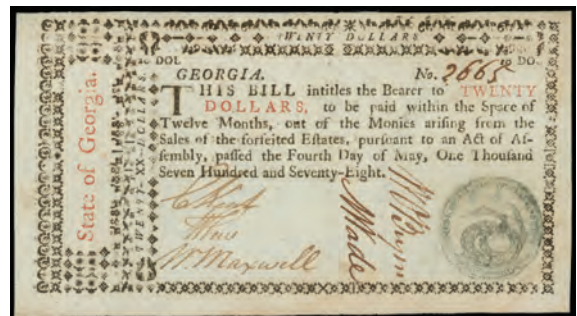 TWENTY DOLLARS
GEORGIA. No. 2665
THIS BILL intitles the Bearer to TWENTY
DOLLARS, to be paid within the Space of
Twelve Months, out of the Monies arising from the
Sales of the forfeited Estates, pursuant to an Act of Aſ-
ſembly, paſſed the Fourth Day of May, One Thouſand
Seven Hundred and Seventy-Eight.
Wm Maxwell
Wade
State of Georgia.